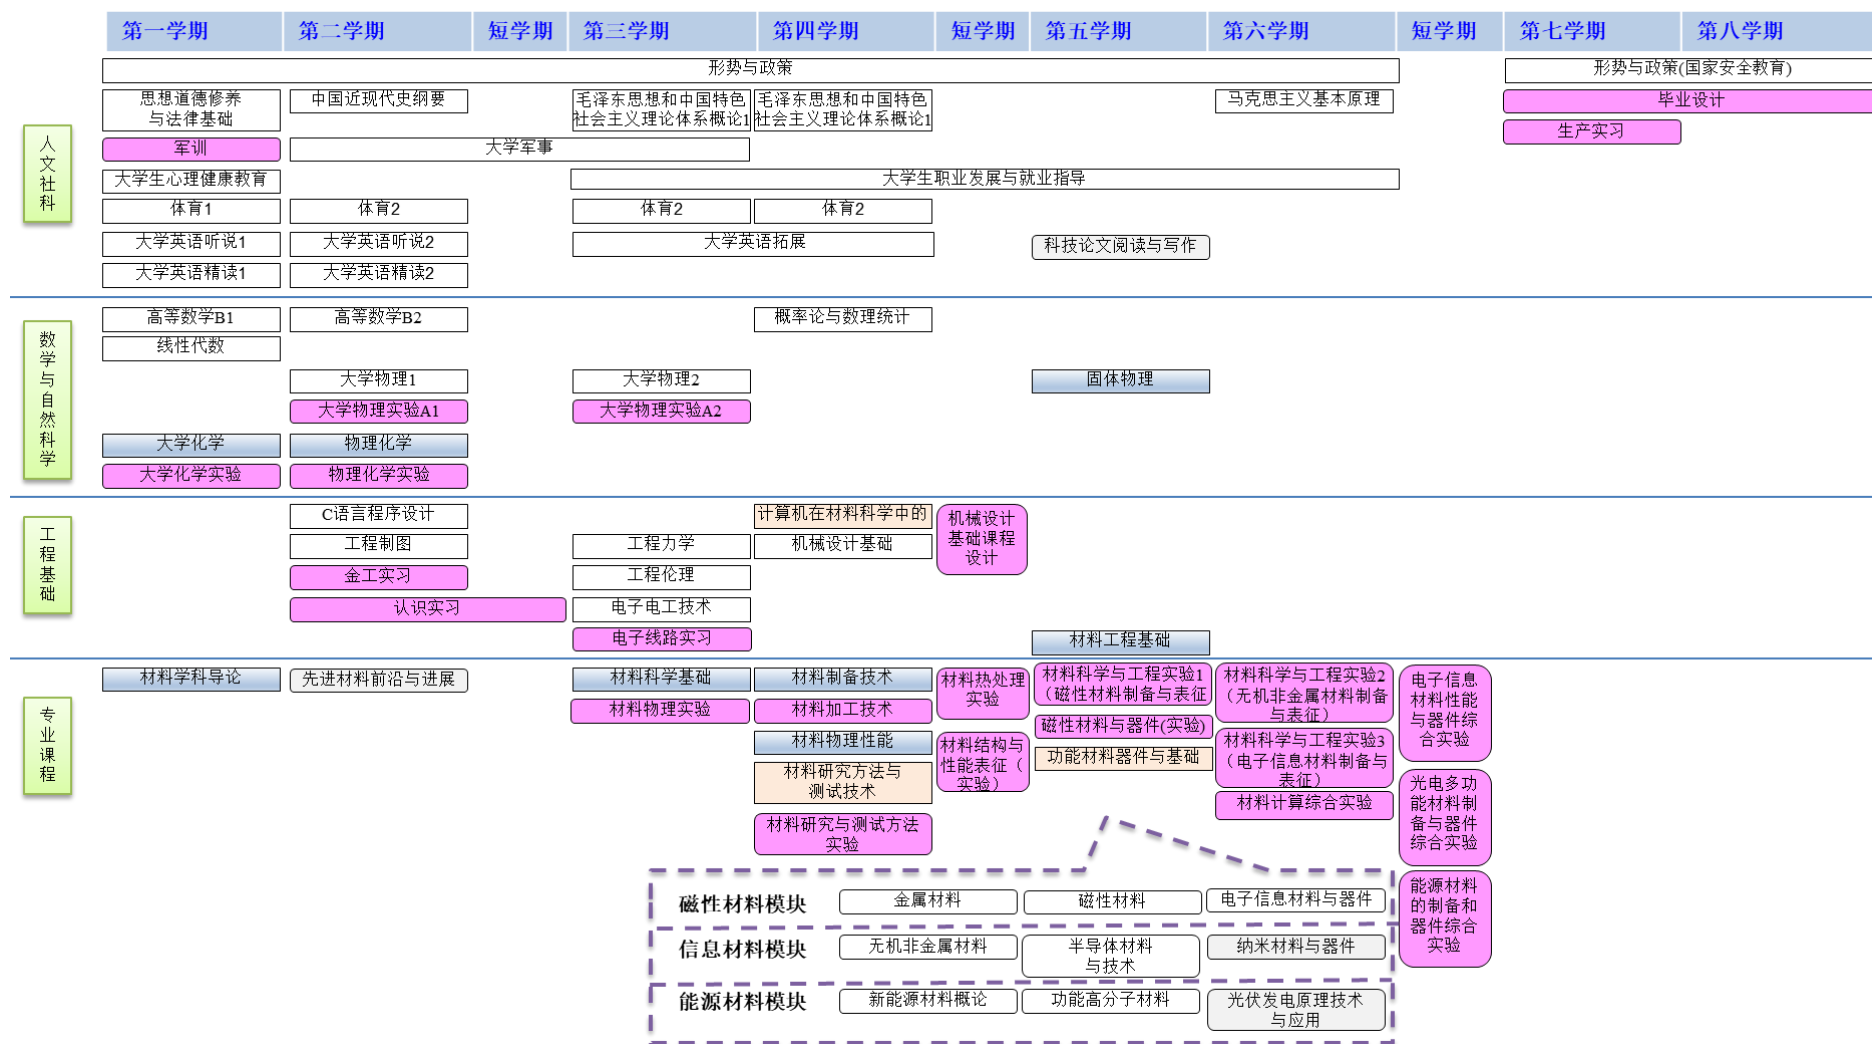 第一学期
第二学期
短学期
第三学期
第四学期
短学期
第五学期
第六学期
短学期
第七学期
第八学期
人文社科
形势与政策
形势与政策(国家安全教育)
思想道德修养
与法律基础
中国近现代史纲要
毛泽东思想和中国特色
社会主义理论体系概论1
毛泽东思想和中国特色
社会主义理论体系概论1
马克思主义基本原理
毕业设计
生产实习
军训
大学军事
大学生心理健康教育
大学生职业发展与就业指导
体育1
体育2
体育2
体育2
大学英语听说1
大学英语听说2
大学英语拓展
科技论文阅读与写作
大学英语精读1
大学英语精读2
数学与自然科学
高等数学B1
高等数学B2
概率论与数理统计
线性代数
大学物理1
大学物理2
固体物理
大学物理实验A1
大学物理实验A2
大学化学
物理化学
大学化学实验
物理化学实验
工程基础
C语言程序设计
计算机在材料科学中的
机械设计
基础课程
设计
工程制图
工程力学
机械设计基础
金工实习
工程伦理
认识实习
电子电工技术
电子线路实习
材料工程基础
专业课程
材料学科导论
先进材料前沿与进展
材料科学基础
材料制备技术
材料热处理
实验
材料科学与工程实验1
（磁性材料制备与表征
材料科学与工程实验2
（无机非金属材料制备
与表征）
电子信息
材料性能
与器件综
合实验
材料物理实验
材料加工技术
磁性材料与器件(实验)
材料物理性能
材料结构与
性能表征（
实验）
功能材料器件与基础
材料科学与工程实验3
（电子信息材料制备与
表征）
材料研究方法与
测试技术
光电多功
能材料制
备与器件
综合实验
材料计算综合实验
材料研究与测试方法
实验
能源材料
的制备和
器件综合
实验
磁性材料模块
金属材料
磁性材料
电子信息材料与器件
信息材料模块
无机非金属材料
半导体材料
与技术
纳米材料与器件
能源材料模块
新能源材料概论
功能高分子材料
光伏发电原理技术
与应用